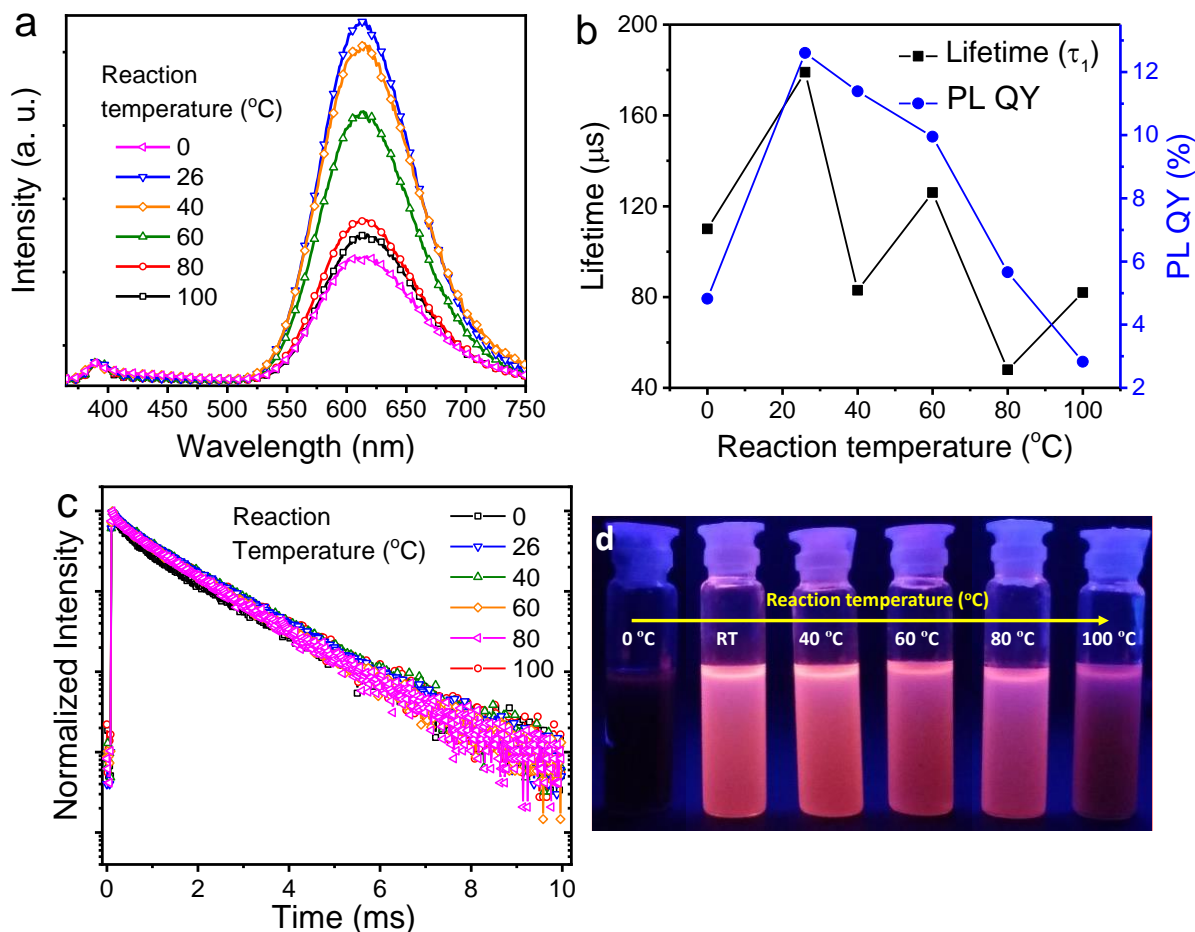 a
Reaction
temperature (°C)
0
26
40
60
80
100
Intensity (a. u.)
400 450 500 550 600 650 700 750
Wavelength (nm)
b
Lifetime (τ₁)
PL QY
200
160
120
80
40
Lifetime (μs)
12
10
8
6
4
2
PL QY (%)
0 20 40 60 80 100
Reaction temperature (°C)
c
Reaction
Temperature (°C)
0
26
40
60
80
100
Normalized Intensity
0 2 4 6 8 10
Time (ms)
d
Reaction temperature (°C)
0 °C RT 40 °C 60 °C 80 °C 100 °C